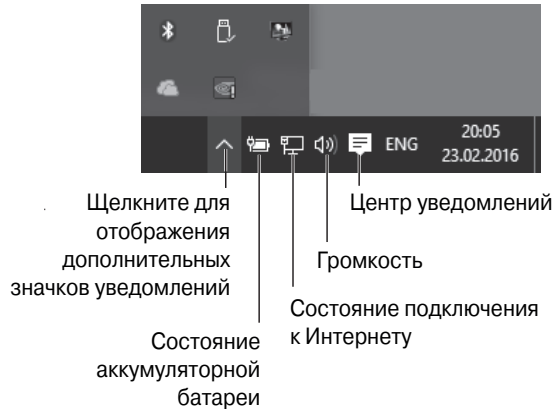 20:05
ENG
23.02.2016
Щелкните для
отображения
дополнительных
значков уведомлений
Центр уведомлений
Громкость
Состояние подключения
к Интернету
Состояние
аккумуляторной
батареи